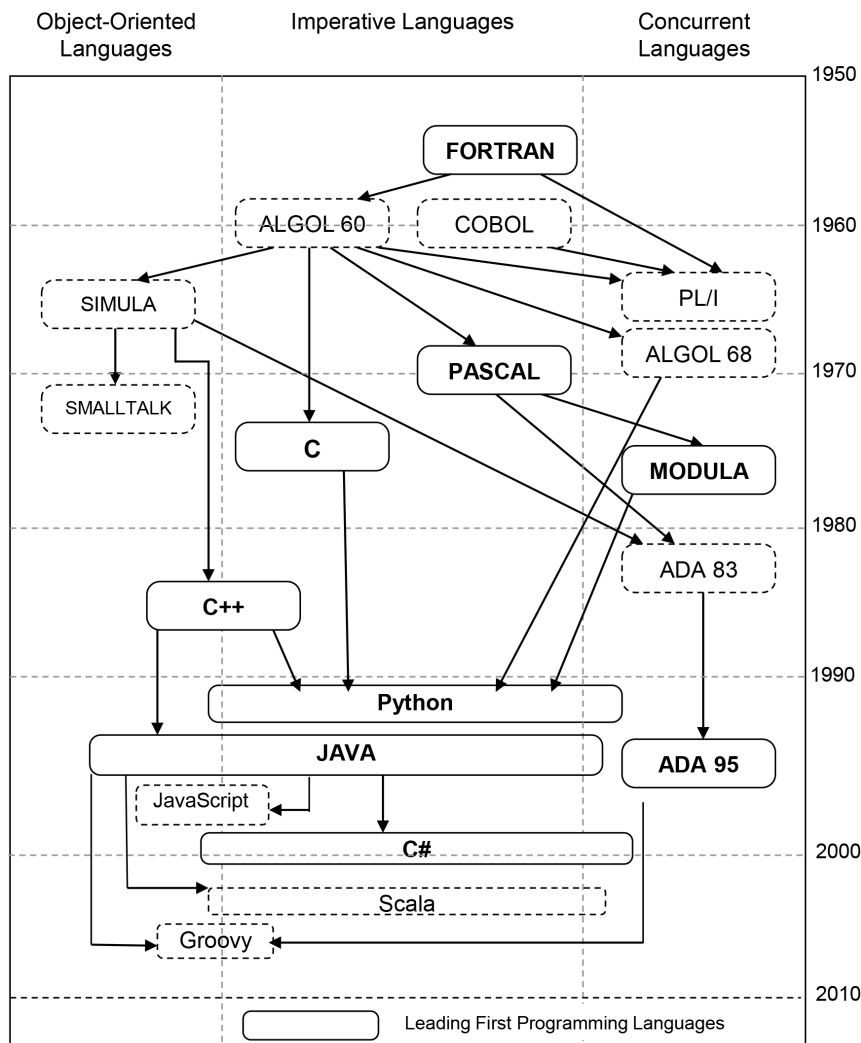 Object-Oriented
Languages
Imperative Languages
Concurrent
Languages
1950
FORTRAN
ALGOL 60
COBOL
1960
SIMULA
PL/I
ALGOL 68
PASCAL
1970
SMALLTALK
C
MODULA
1980
ADA 83
C++
1990
Python
JAVA
ADA 95
JavaScript
C#
2000
Scala
Groovy
2010
Leading First Programming Languages